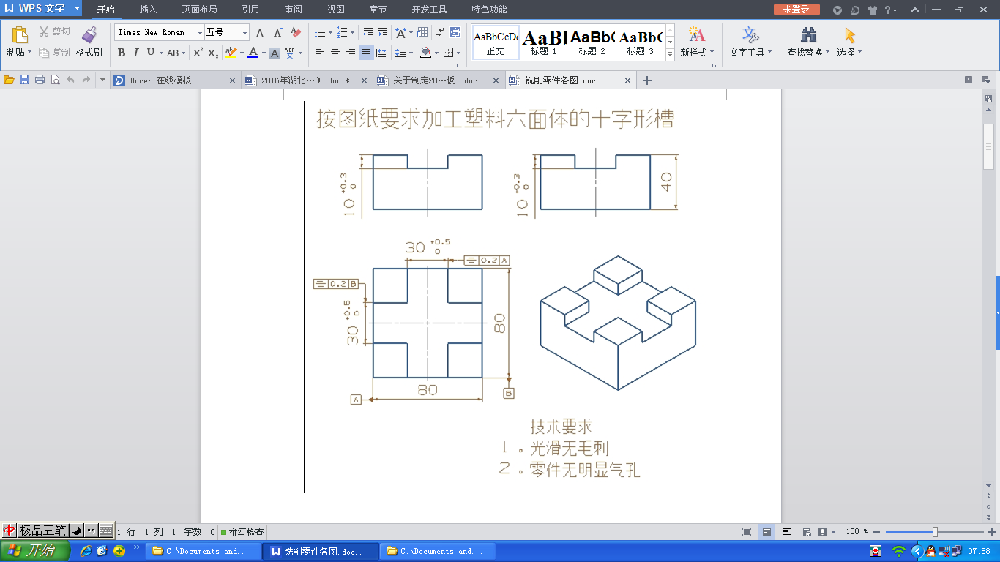 WPS 文字
开始 插入 页面布局 引用 审阅 视图 章节 开发工具 特色功能
未登录
粘贴 剪切 复制 格式刷
Times New Roman 五号
B I U AB X² X₂ A A 变
AaBbCcDc AaBl AaBb( AaBb(
正文 标题 1 标题 2 标题 3
新样式 文字工具 查找替换 选择
Docer-在线模板
2016年湖北...).doc *
关于制定20...板 .doc
铣削零件各图.doc
按图纸要求加工塑料六面体的十字形槽
10 +0.3 0
10 +0.3 0
40
30 +0.5 0
0.2 A
0.2 B
30 +0.5 0
80
80
A
B
技术要求
1。光滑无毛刺
2。零件无明显气孔
中 极品五笔
1 行: 1 列: 1 字数: 0 拼写检查
100 %
开始
C:\Documents and...
铣削零件各图.doc...
C:\Documents and...
07:58